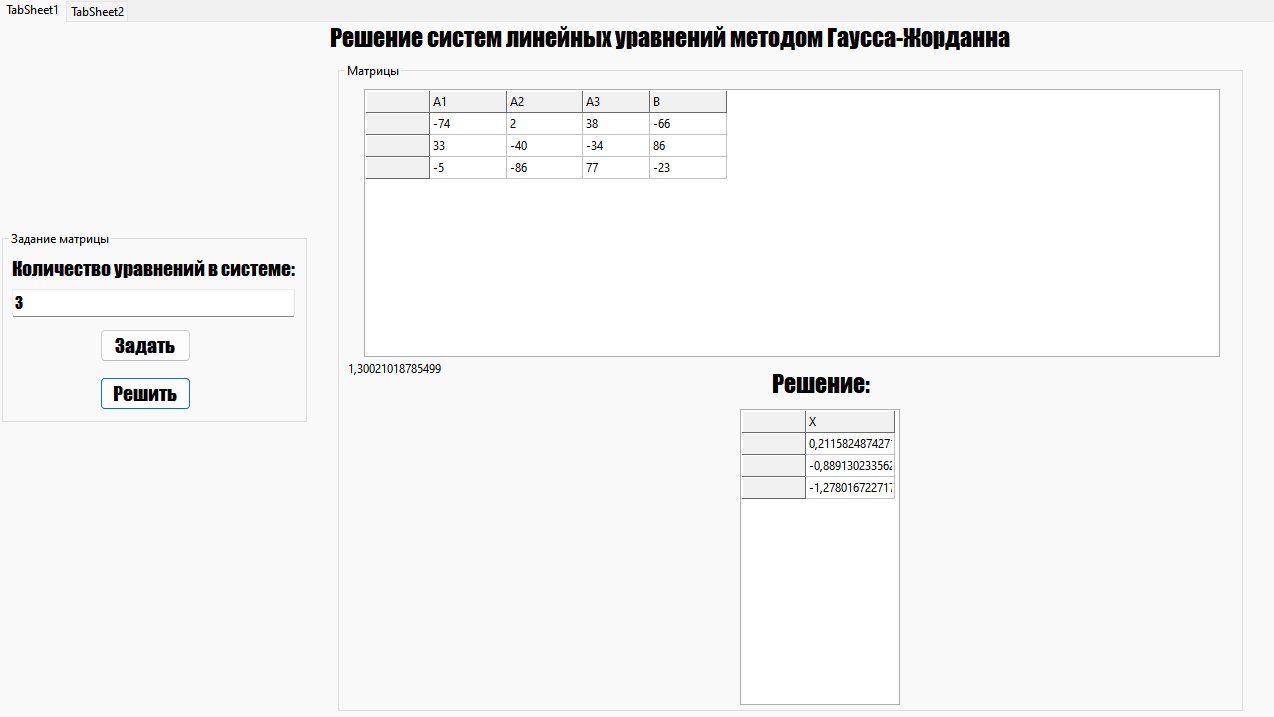 TabSheet1 TabSheet2
Решение систем линейных уравнений методом Гаусса-Жорданна
Матрицы
A1 A2 A3 B
-74 2 38 -66
33 -40 -34 86
-5 -86 77 -23
Задание матрицы
Количество уравнений в системе:
3
Задать
Решить
1,30021018785499
Решение:
X
0,211582487427
-0,88913023356
-1,27801672271